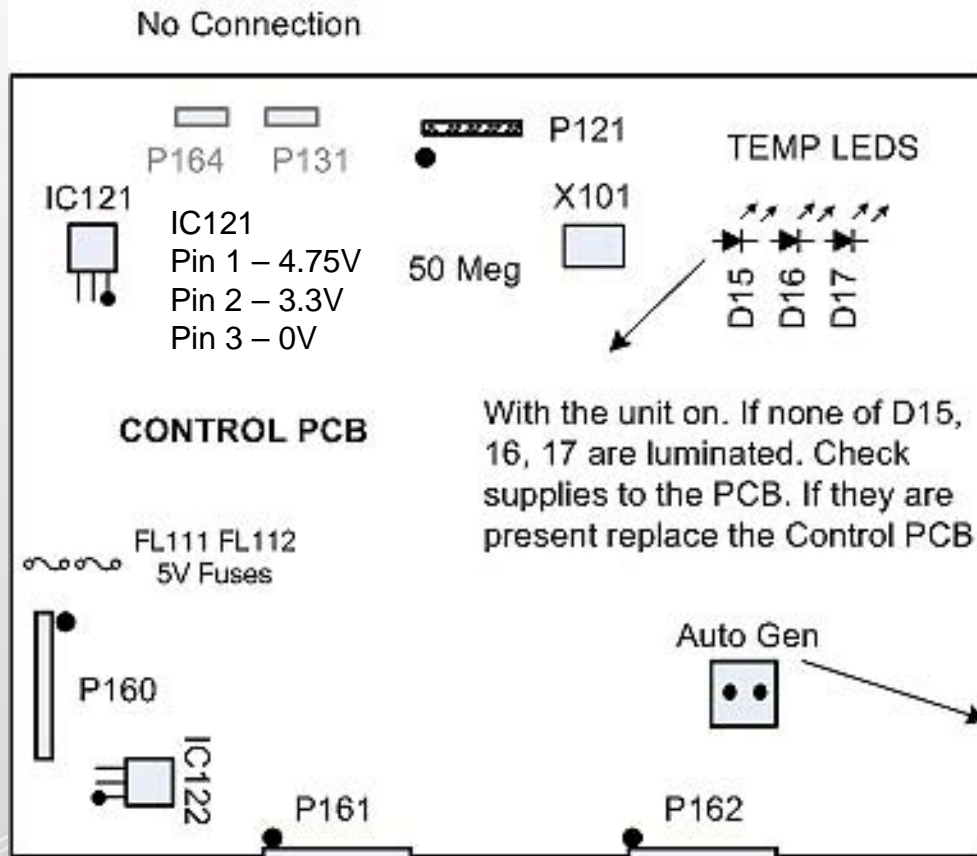 No Connection
P164 P131
P121
TEMP LEDS
IC121
IC121
Pin 1 – 4.75V
Pin 2 – 3.3V
Pin 3 – 0V
50 Meg
X101
D15 D16 D17
CONTROL PCB
With the unit on. If none of D15,
16, 17 are luminated. Check
supplies to the PCB. If they are
present replace the Control PCB
FL111 FL112
5V Fuses
P160
Auto Gen
IC122
P161
P162